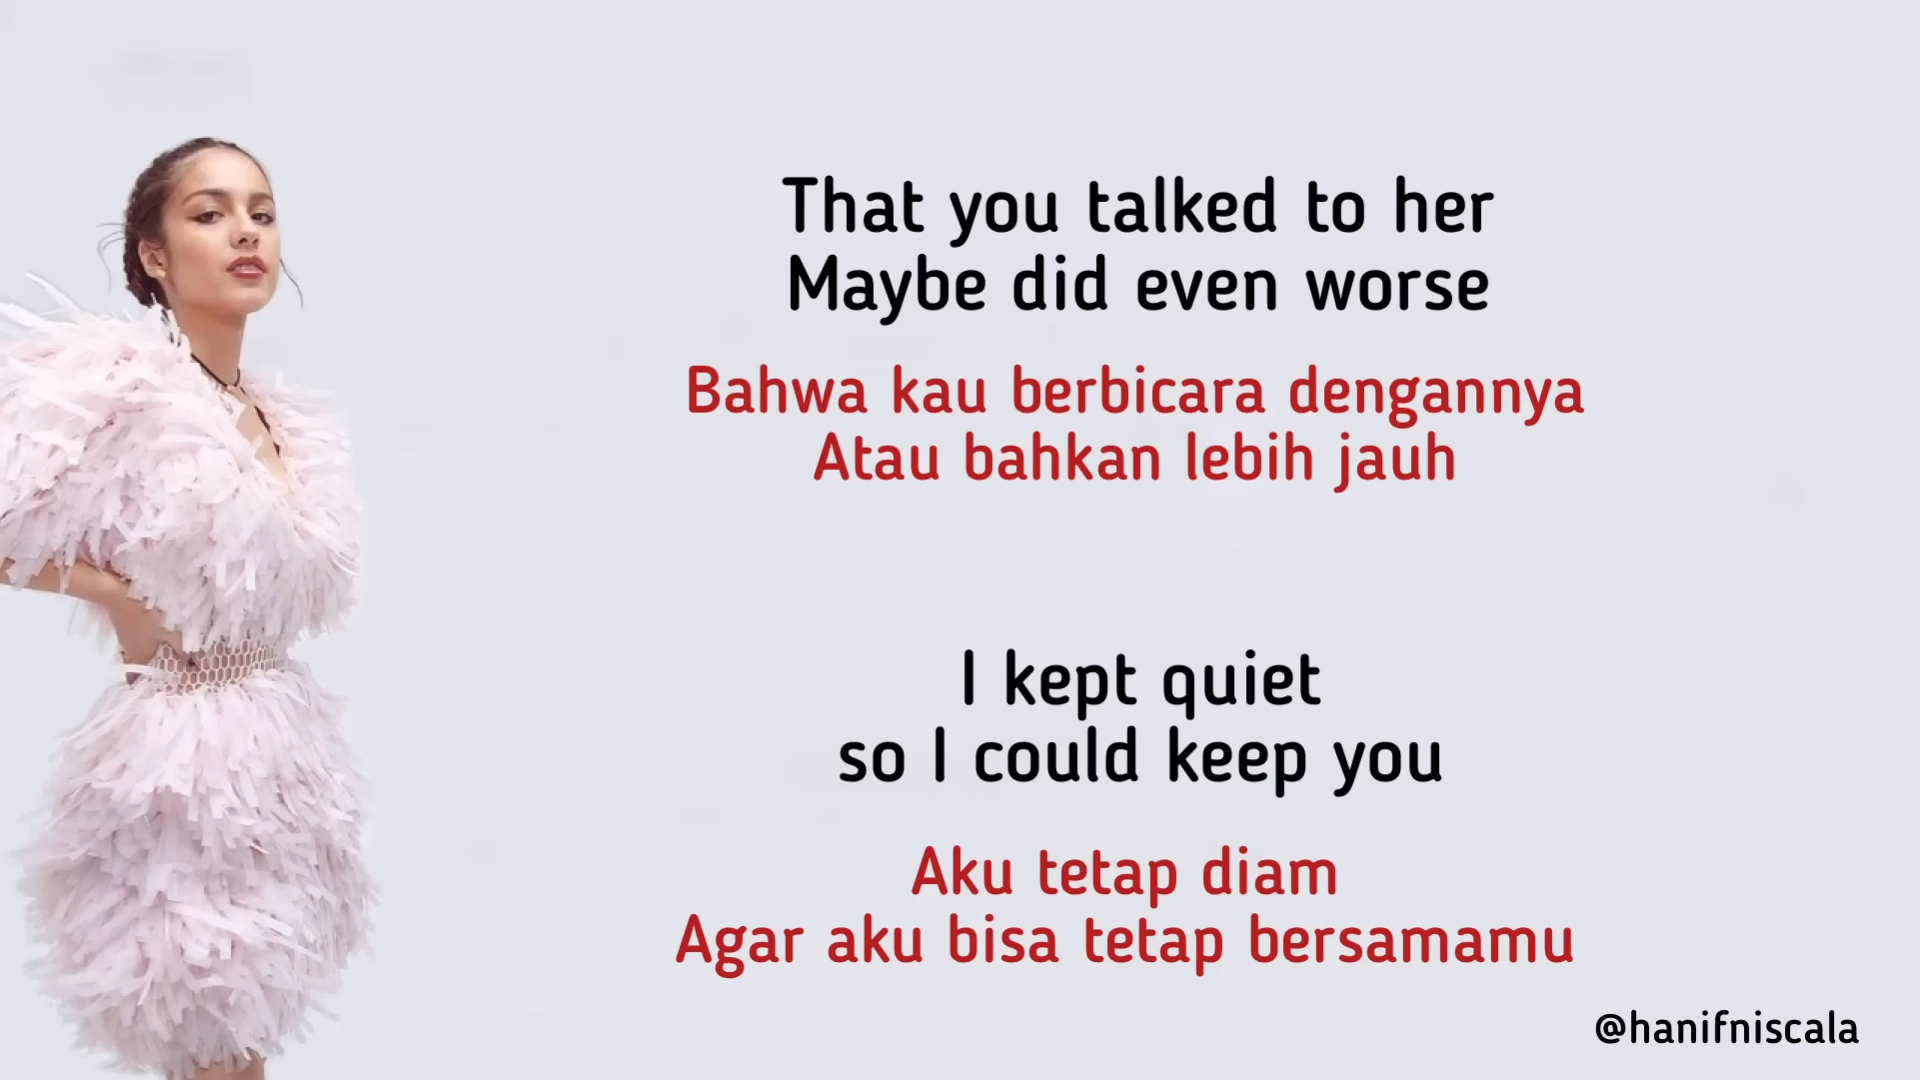 That you talked to her
Maybe did even worse
Bahwa kau berbicara dengannya
Atau bahkan lebih jauh
I kept quiet
so I could keep you
Aku tetap diam
Agar aku bisa tetap bersamamu
@hanifniscala